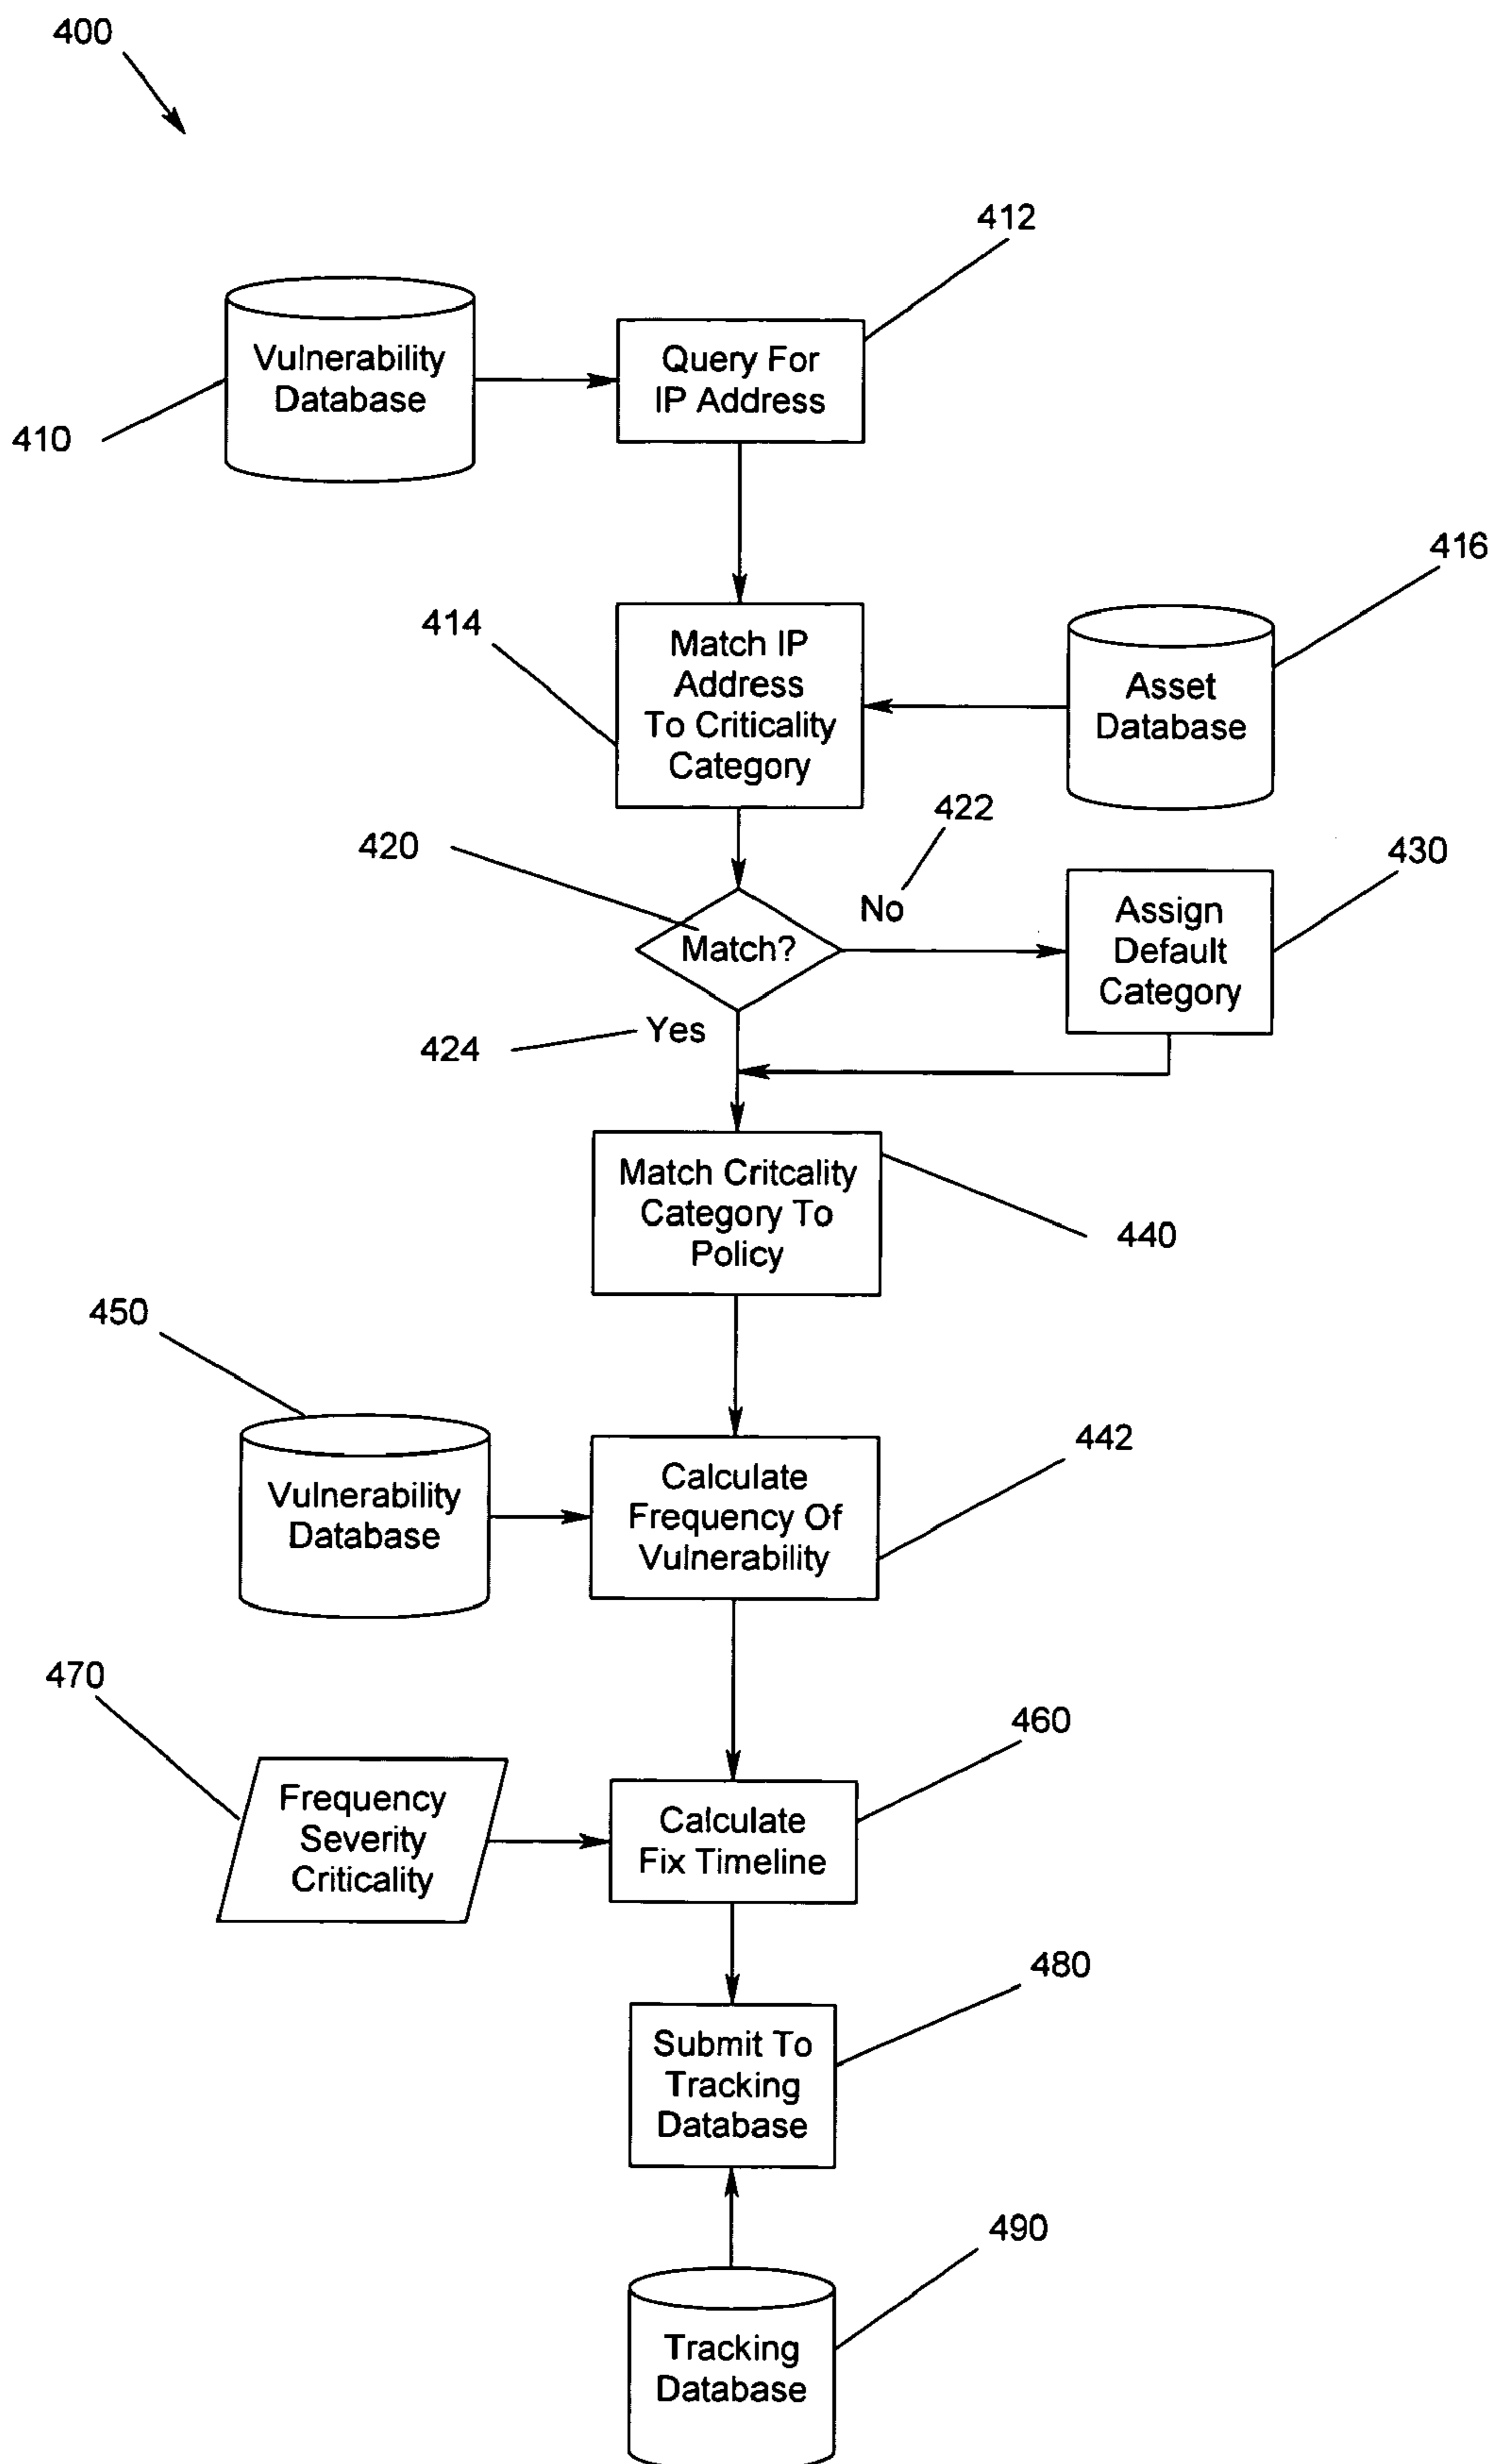 400
412
Vulnerability
Database
Query For
IP Address
410
416
414
Match IP
Address
To Criticality
Category
Asset
Database
422
420
430
No
Assign
Default
Category
Match?
Yes
424
Match Critcality
Category To
Policy
440
450
442
Calculate
Frequency Of
Vulnerability
Vulnerability
Database
470
460
Frequency
Severity
Criticality
Calculate
Fix Timeline
480
Submit To
Tracking
Database
490
Tracking
Database